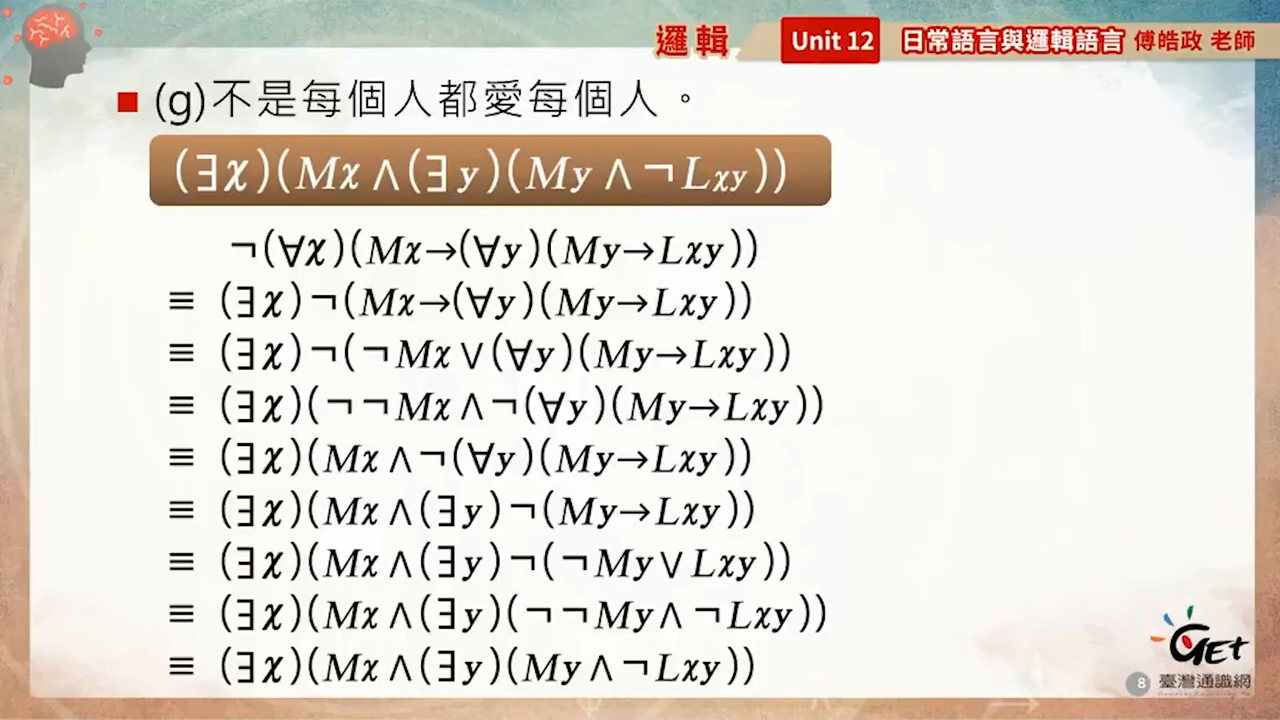 邏輯 Unit 12 日常語言與邏輯語言 傅皓政 老師
(g)不是每個人都愛每個人。
(∃x)(Mx∧(∃y)(My∧¬Lxy))
¬(∀x)(Mx→(∀y)(My→Lxy))
≡ (∃x)¬(Mx→(∀y)(My→Lxy))
≡ (∃x)¬(¬Mx∨(∀y)(My→Lxy))
≡ (∃x)(¬¬Mx∧¬(∀y)(My→Lxy))
≡ (∃x)(Mx∧¬(∀y)(My→Lxy))
≡ (∃x)(Mx∧(∃y)¬(My→Lxy))
≡ (∃x)(Mx∧(∃y)¬(¬My∨Lxy))
≡ (∃x)(Mx∧(∃y)(¬¬My∧¬Lxy))
≡ (∃x)(Mx∧(∃y)(My∧¬Lxy))
GEt
8 臺灣通識網